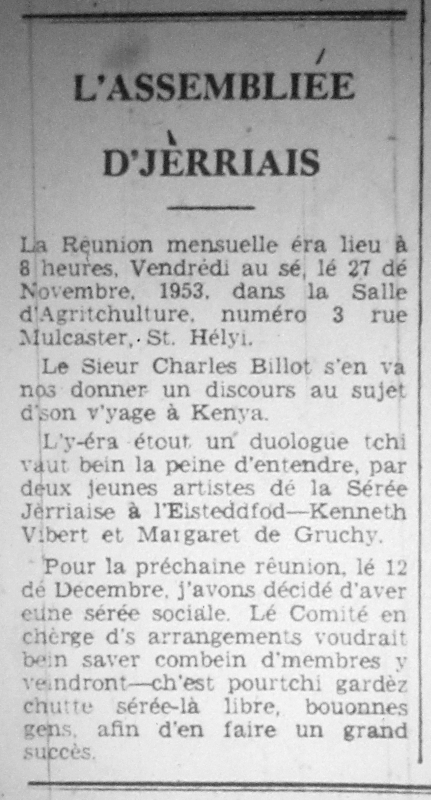 L'ASSEMBLIÉE
D'JÈRRIAIS
La Réunion mensuelle éra lieu à
8 heures, Vendrédi au sé, lé 27 dé
Novembre, 1953, dans la Salle
d'Agritchulture, numéro 3 rue
Mulcaster, St. Hélyi.
Le Sieur Charles Billot s'en va
nos donner un discours au sujet
d'son v'yage à Kenya.
L'y-éra étout un duologue tchi
vaut bein la peine d'entendre, par
deux jeunes artistes dé la Sérée
Jèrriaise à l'Eisteddfod—Kenneth
Vibert et Margaret de Gruchy.
Pour la préchaine rêunion, lé 12
dé Decembre, j'avons décidé d'aver
eune sérée sociale. Lé Comité en
chèrge d's arrangements voudrait
bein saver combein d'membres y
veindront—ch'est pourtchi gardèz
chutte sérée-là libre, bouonnes
gens, afin d'en faire un grand
succès.